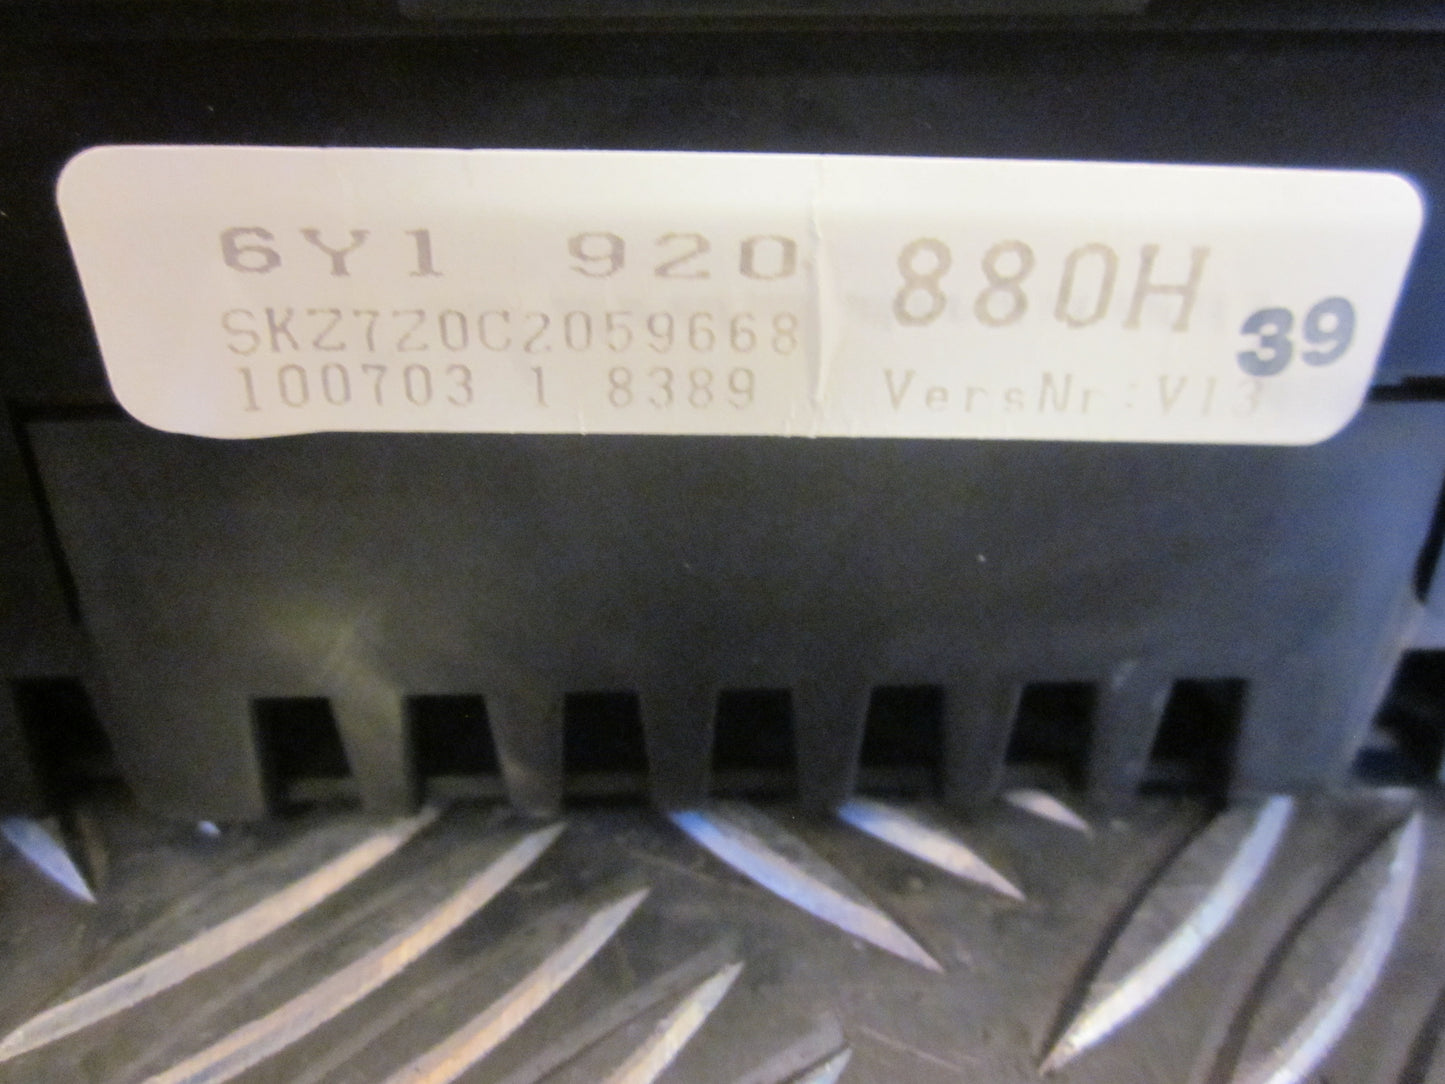 6Y1 920 880H
SKZ7Z0C2059668
39
100703 1 8389 VersNr:V13